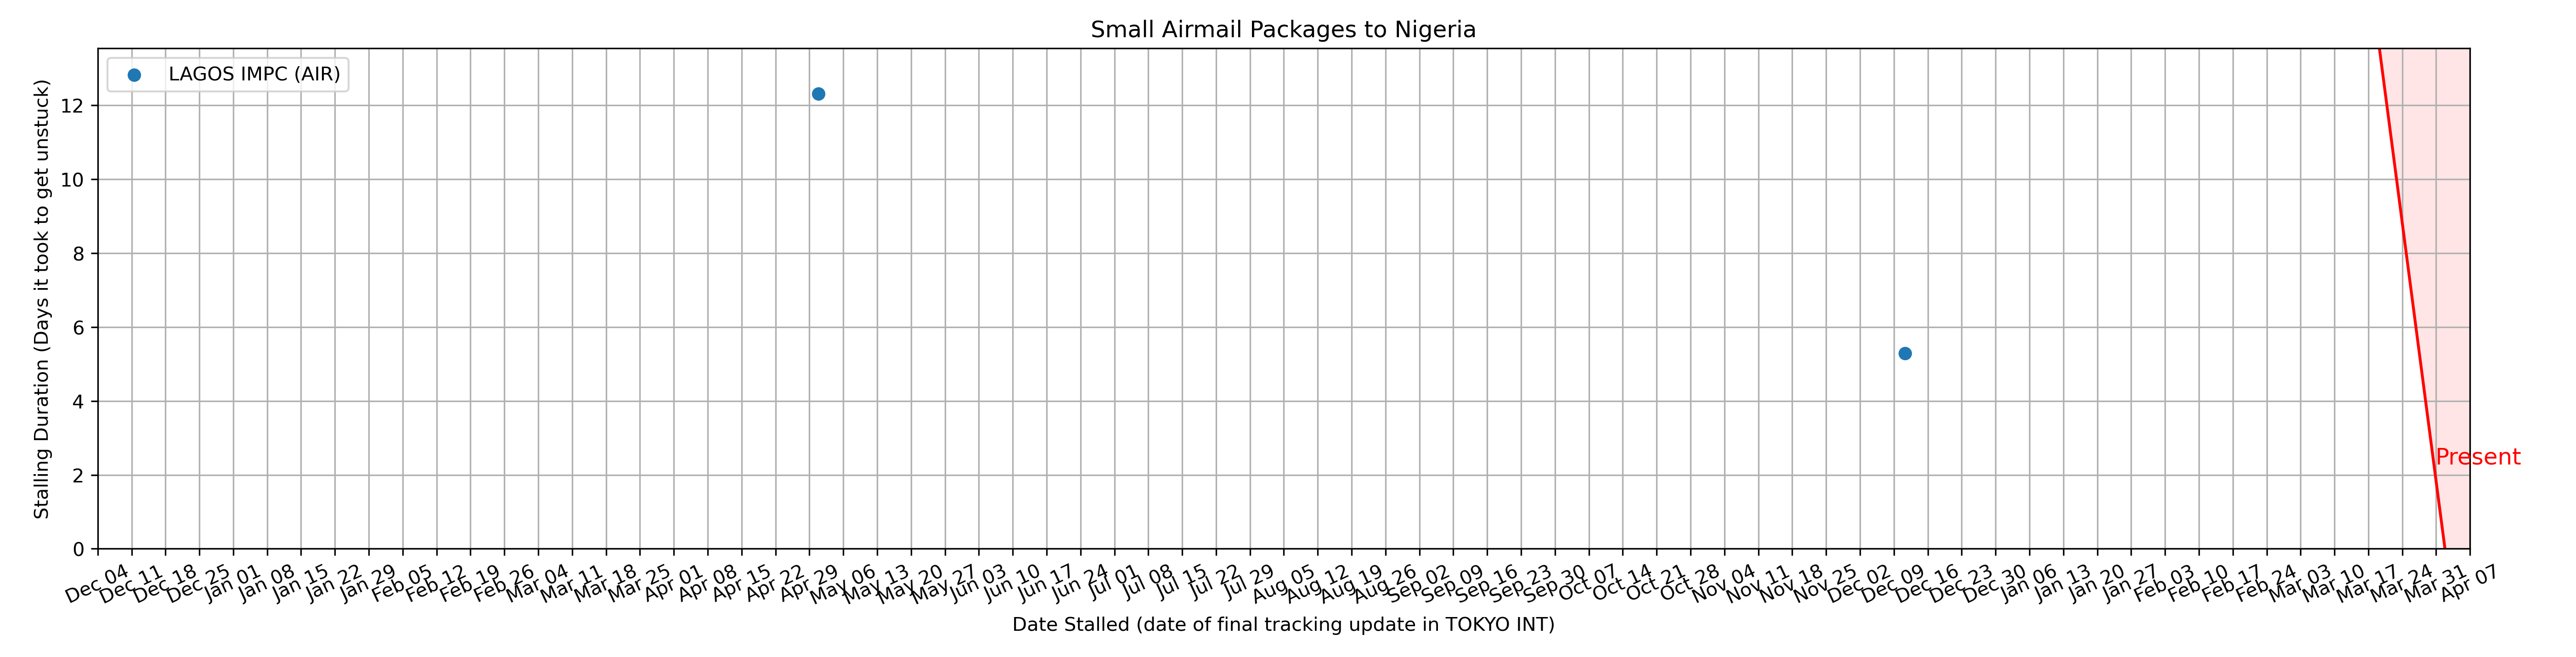 Small Airmail Packages to Nigeria
LAGOS IMPC (AIR)
Stalling Duration (Days it took to get unstuck)
12
10
8
6
4
2
0
Present
Dec 04 Dec 11 Dec 18 Dec 25 Jan 01 Jan 08 Jan 15 Jan 22 Jan 29 Feb 05 Feb 12 Feb 19 Feb 26 Mar 04 Mar 11 Mar 18 Mar 25 Apr 01 Apr 08 Apr 15 Apr 22 Apr 29 May 06 May 13 May 20 May 27 Jun 03 Jun 10 Jun 17 Jun 24 Jul 01 Jul 08 Jul 15 Jul 22 Jul 29 Aug 05 Aug 12 Aug 19 Aug 26 Sep 02 Sep 09 Sep 16 Sep 23 Sep 30 Oct 07 Oct 14 Oct 21 Oct 28 Nov 04 Nov 11 Nov 18 Nov 25 Dec 02 Dec 09 Dec 16 Dec 23 Dec 30 Jan 06 Jan 13 Jan 20 Jan 27 Feb 03 Feb 10 Feb 17 Feb 24 Mar 03 Mar 10 Mar 17 Mar 24 Mar 31 Apr 07
Date Stalled (date of final tracking update in TOKYO INT)